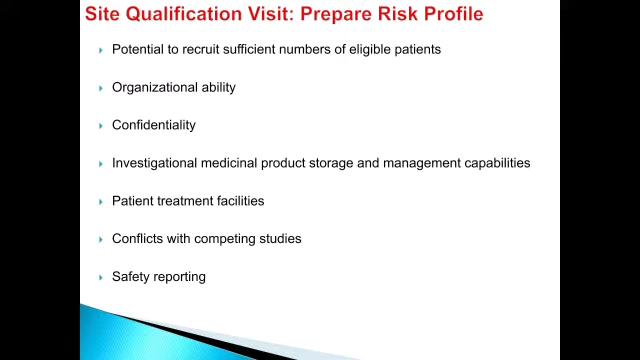 Site Qualification Visit: Prepare Risk Profile
Potential to recruit sufficient numbers of eligible patients
Organizational ability
Confidentiality
Investigational medicinal product storage and management capabilities
Patient treatment facilities
Conflicts with competing studies
Safety reporting